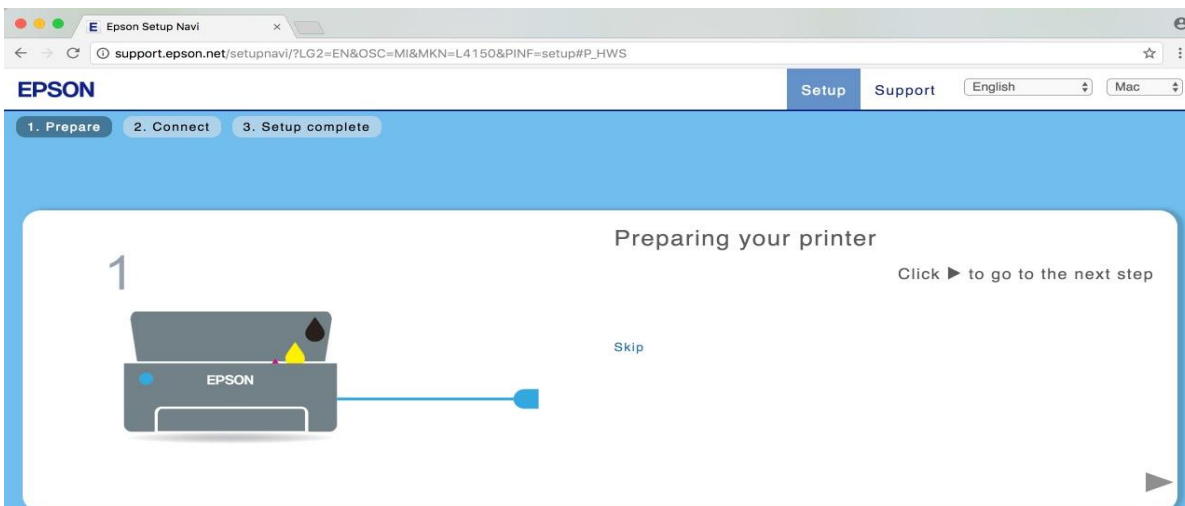 Epson Setup Navi
support.epson.net/setupnavi/?LG2=EN&OSC=MI&MKN=L4150&PINF=setup#P_HWS
EPSON Setup Support English Mac
1. Prepare 2. Connect 3. Setup complete
Preparing your printer
1
Click ▶ to go to the next step
Skip
EPSON